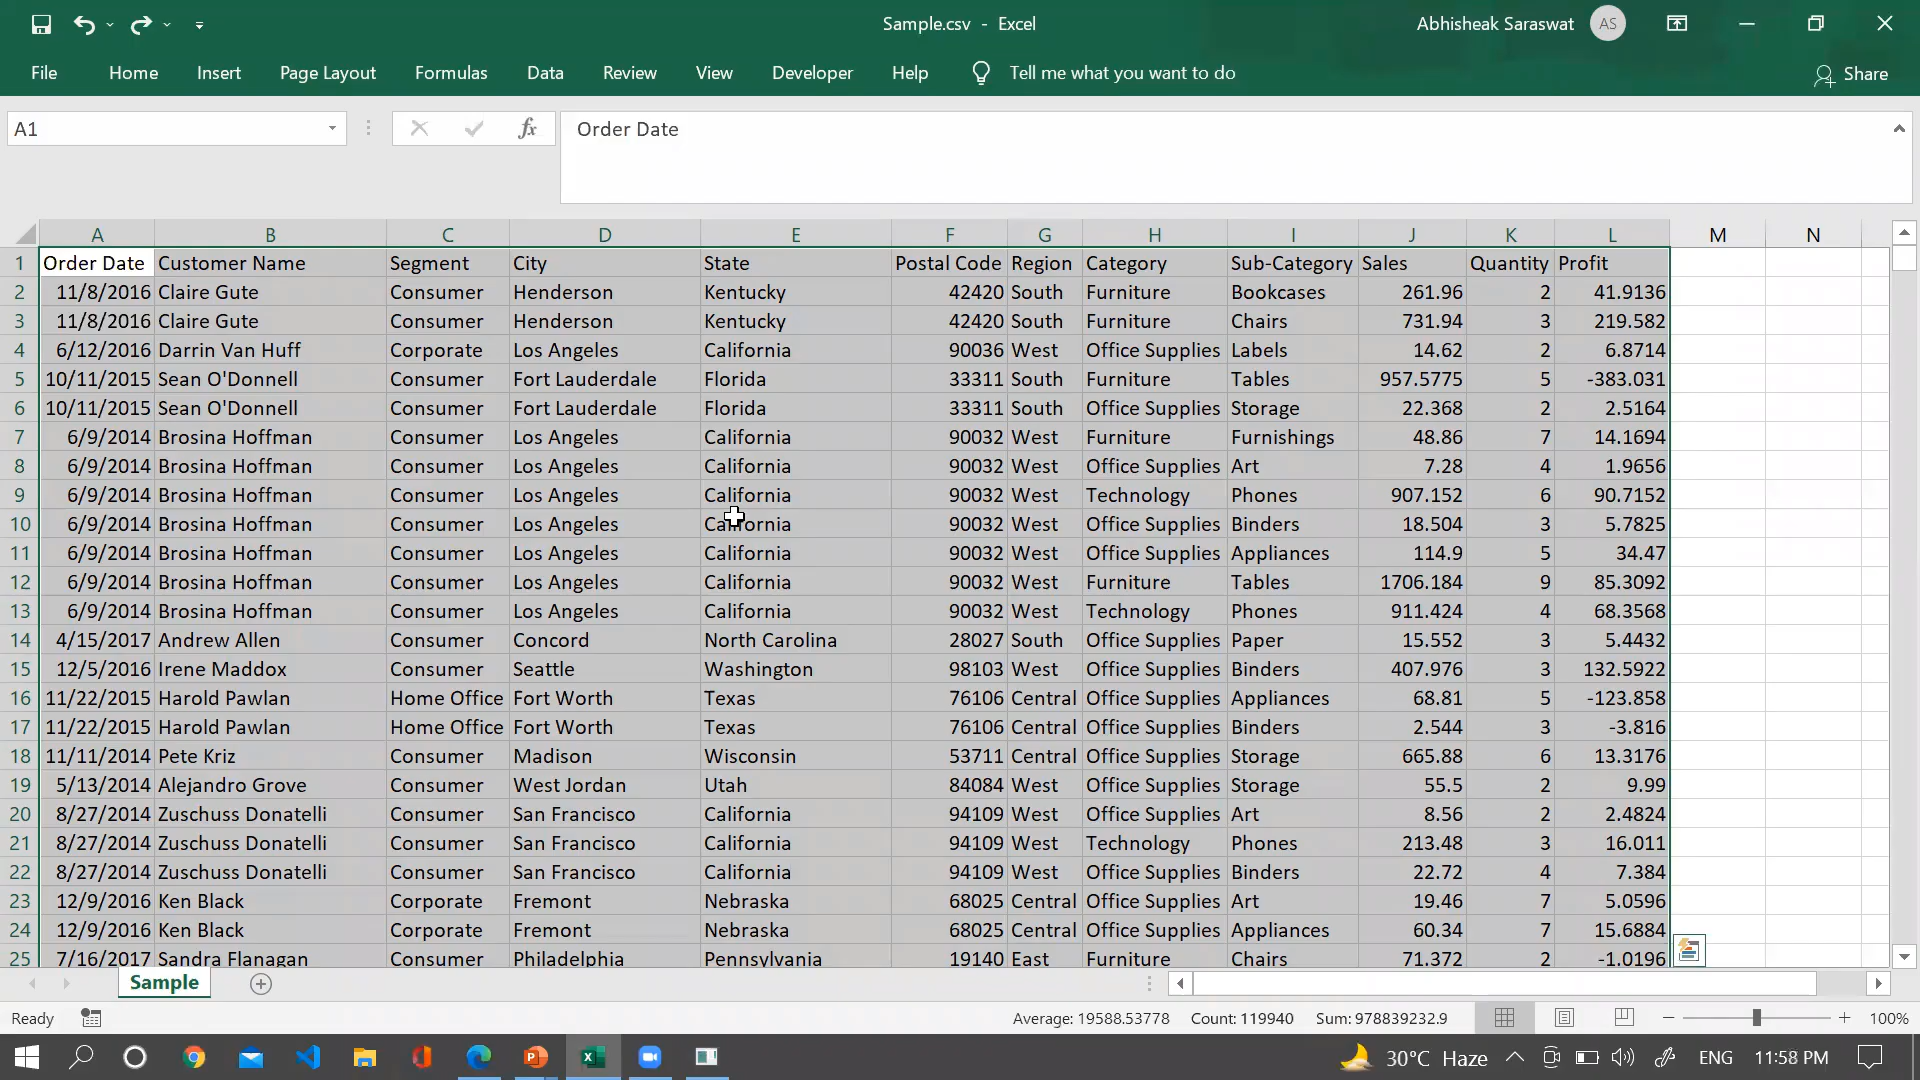 Sample.csv - Excel
Abhisheak Saraswat AS
File Home Insert Page Layout Formulas Data Review View Developer Help Tell me what you want to do Share
A1 fx Order Date
A B C D E F G H I J K L M N
1 Order Date Customer Name Segment City State Postal Code Region Category Sub-Category Sales Quantity Profit
2 11/8/2016 Claire Gute Consumer Henderson Kentucky 42420 South Furniture Bookcases 261.96 2 41.9136
3 11/8/2016 Claire Gute Consumer Henderson Kentucky 42420 South Furniture Chairs 731.94 3 219.582
4 6/12/2016 Darrin Van Huff Corporate Los Angeles California 90036 West Office Supplies Labels 14.62 2 6.8714
5 10/11/2015 Sean O'Donnell Consumer Fort Lauderdale Florida 33311 South Furniture Tables 957.5775 5 -383.031
6 10/11/2015 Sean O'Donnell Consumer Fort Lauderdale Florida 33311 South Office Supplies Storage 22.368 2 2.5164
7 6/9/2014 Brosina Hoffman Consumer Los Angeles California 90032 West Furniture Furnishings 48.86 7 14.1694
8 6/9/2014 Brosina Hoffman Consumer Los Angeles California 90032 West Office Supplies Art 7.28 4 1.9656
9 6/9/2014 Brosina Hoffman Consumer Los Angeles California 90032 West Technology Phones 907.152 6 90.7152
10 6/9/2014 Brosina Hoffman Consumer Los Angeles California 90032 West Office Supplies Binders 18.504 3 5.7825
11 6/9/2014 Brosina Hoffman Consumer Los Angeles California 90032 West Office Supplies Appliances 114.9 5 34.47
12 6/9/2014 Brosina Hoffman Consumer Los Angeles California 90032 West Furniture Tables 1706.184 9 85.3092
13 6/9/2014 Brosina Hoffman Consumer Los Angeles California 90032 West Technology Phones 911.424 4 68.3568
14 4/15/2017 Andrew Allen Consumer Concord North Carolina 28027 South Office Supplies Paper 15.552 3 5.4432
15 12/5/2016 Irene Maddox Consumer Seattle Washington 98103 West Office Supplies Binders 407.976 3 132.5922
16 11/22/2015 Harold Pawlan Home Office Fort Worth Texas 76106 Central Office Supplies Appliances 68.81 5 -123.858
17 11/22/2015 Harold Pawlan Home Office Fort Worth Texas 76106 Central Office Supplies Binders 2.544 3 -3.816
18 11/11/2014 Pete Kriz Consumer Madison Wisconsin 53711 Central Office Supplies Storage 665.88 6 13.3176
19 5/13/2014 Alejandro Grove Consumer West Jordan Utah 84084 West Office Supplies Storage 55.5 2 9.99
20 8/27/2014 Zuschuss Donatelli Consumer San Francisco California 94109 West Office Supplies Art 8.56 2 2.4824
21 8/27/2014 Zuschuss Donatelli Consumer San Francisco California 94109 West Technology Phones 213.48 3 16.011
22 8/27/2014 Zuschuss Donatelli Consumer San Francisco California 94109 West Office Supplies Binders 22.72 4 7.384
23 12/9/2016 Ken Black Corporate Fremont Nebraska 68025 Central Office Supplies Art 19.46 7 5.0596
24 12/9/2016 Ken Black Corporate Fremont Nebraska 68025 Central Office Supplies Appliances 60.34 7 15.6884
25 7/16/2017 Sandra Flanagan Consumer Philadelphia Pennsylvania 19140 East Furniture Chairs 71.372 2 -1.0196
Sample
Ready Average: 19588.53778 Count: 119940 Sum: 978839232.9 100%
30°C Haze ENG 11:58 PM